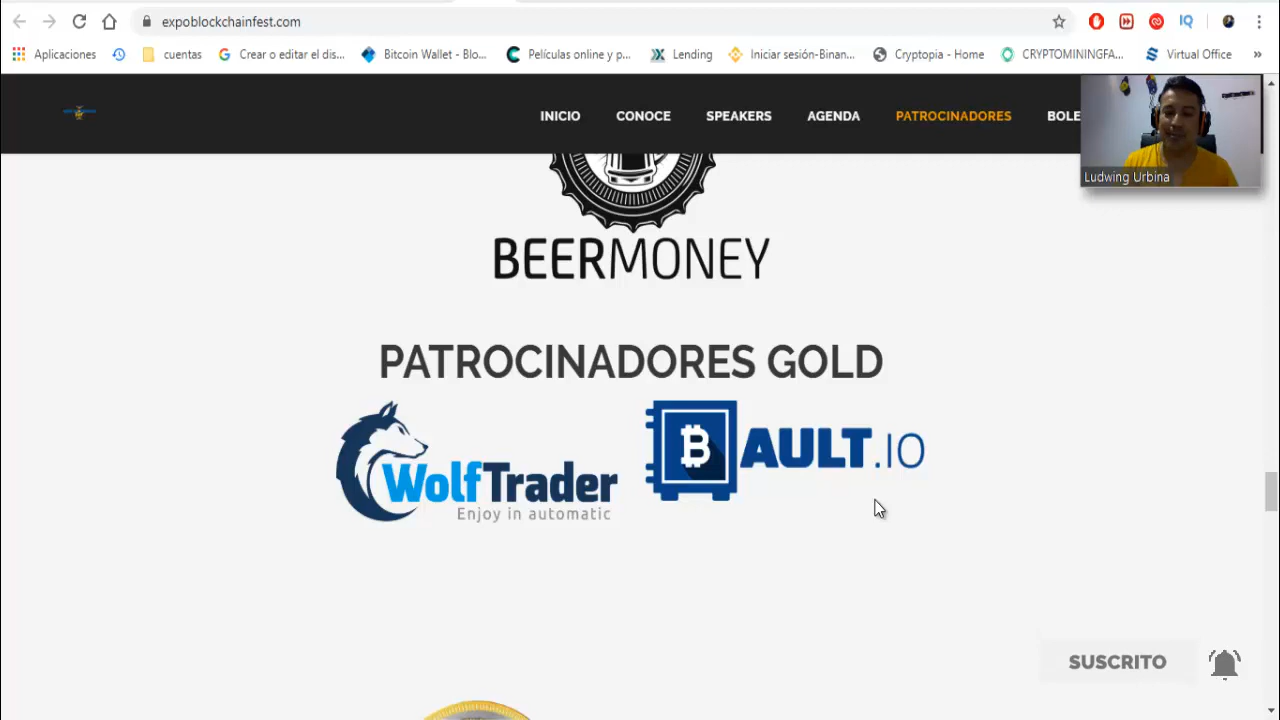 expoblockchainfest.com
Aplicaciones
cuentas
Crear o editar el dis...
Bitcoin Wallet - Blo...
Películas online y p...
Lending
Iniciar sesión-Binan...
Cryptopia - Home
CRYPTOMININGFA...
Virtual Office
»
INICIO
CONOCE
SPEAKERS
AGENDA
PATROCINADORES
BOLE
Ludwing Urbina
BEERMONEY
PATROCINADORES GOLD
WolfTrader
Enjoy in automatic
BAULT.IO
SUSCRITO